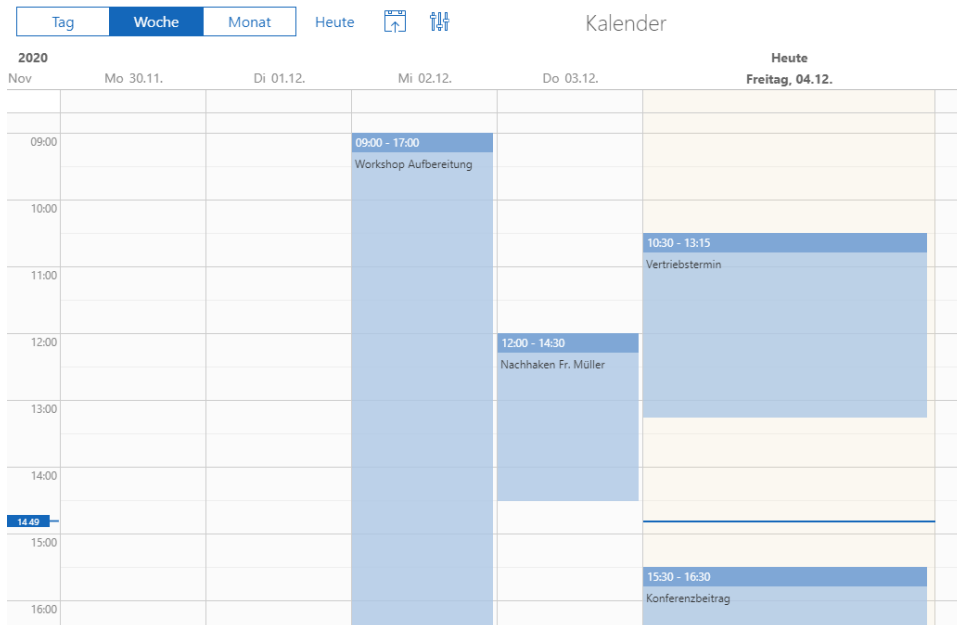 Tag Woche Monat Heute Kalender
2020 Heute
Nov Mo 30.11. Di 01.12. Mi 02.12. Do 03.12. Freitag, 04.12.
09:00 09:00 - 17:00
Workshop Aufbereitung
10:00
10:30 - 13:15
Vertriebstermin
11:00
12:00 12:00 - 14:30
Nachhaken Fr. Müller
13:00
14:00
14 49
15:00
15:30 - 16:30
Konferenzbeitrag
16:00